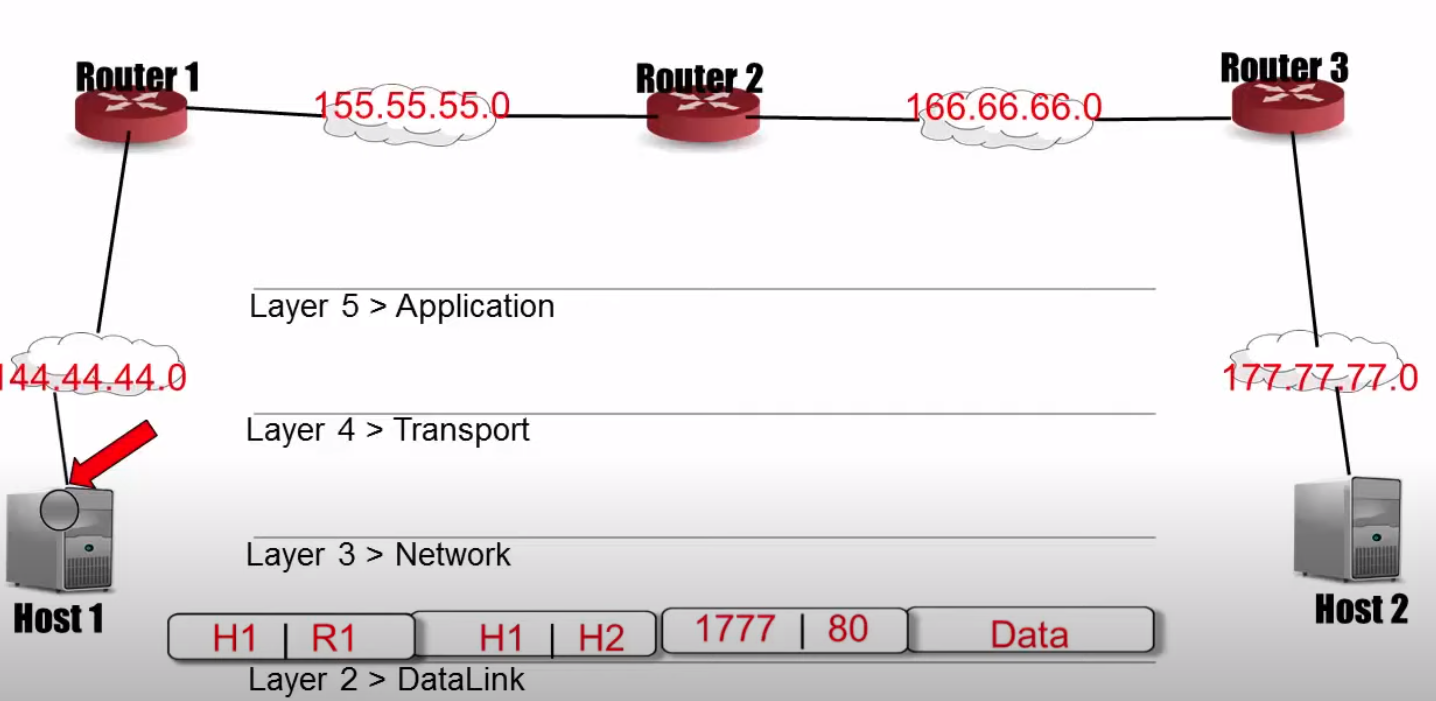 Router 1
155.55.55.0
Router 2
166.66.66.0
Router 3
Layer 5 > Application
144.44.44.0
177.77.77.0
Layer 4 > Transport
Layer 3 > Network
Host 1
Host 2
H1 | R1 H1 | H2 1777 | 80 Data
Layer 2 > DataLink